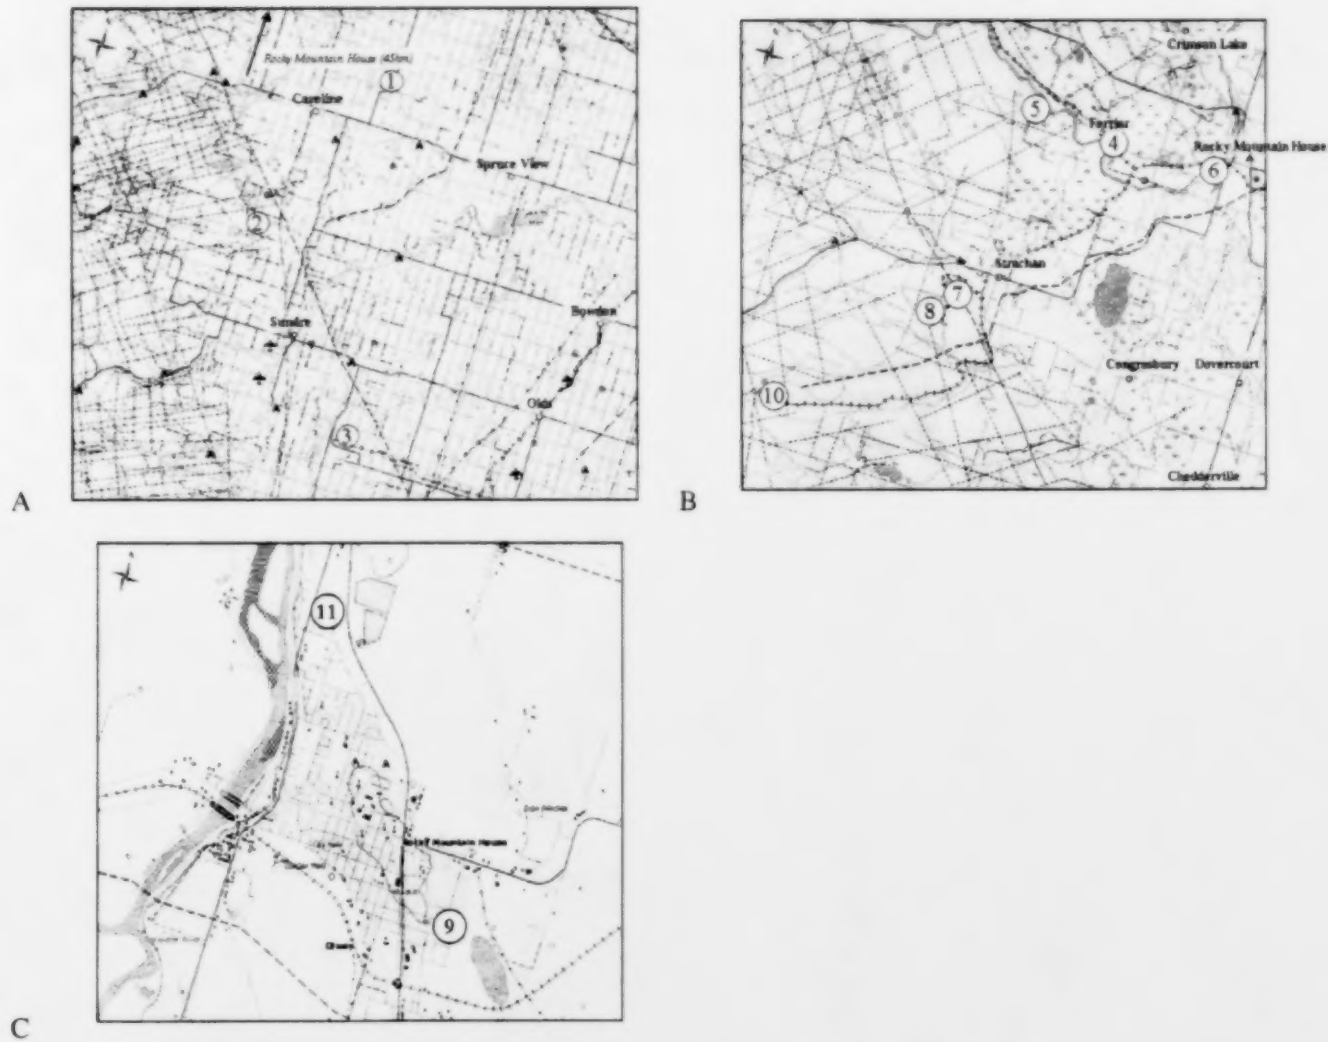 Rocky Mountain House (45km)
1
Caroline
Spruce View
2
Sundre
Bowden
Olds
3
A
Crimson Lake
5
Ferrier
4
Rocky Mountain House
6
Strachan
7
8
Congresbury
Dovercourt
10
Chedderville
B
11
Rocky Mountain House
9
C